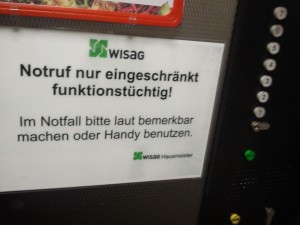 WISAG
Notruf nur eingeschränkt
funktionstüchtig!
Im Notfall bitte laut bemerkbar
machen oder Handy benutzen.
WISAG Hausmeister